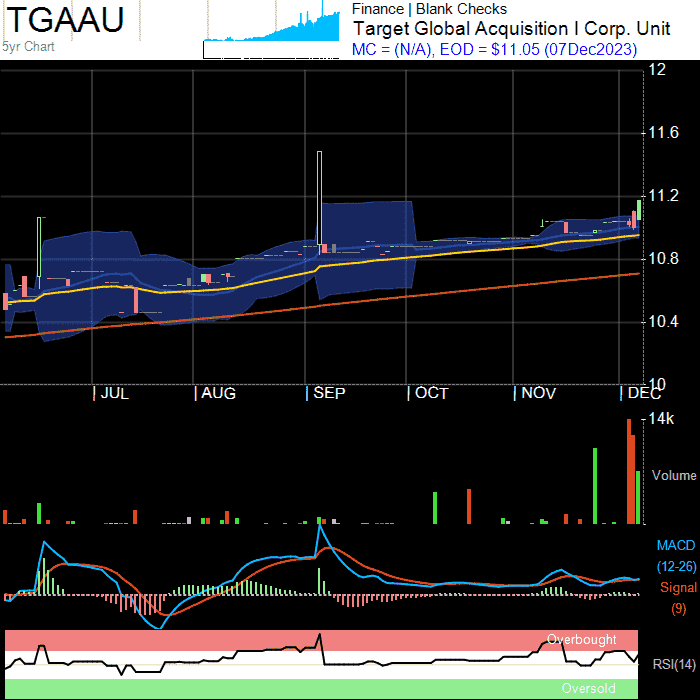 TGAAU
5yr Chart
Finance | Blank Checks
Target Global Acquisition I Corp. Unit
MC = (N/A), EOD = $11.05 (07Dec2023)
12
11.6
11.2
10.8
10.4
10
| JUL | AUG | SEP | OCT | NOV | DEC
14k
Volume
MACD
(12-26)
Signal
(9)
Overbought
RSI(14)
Oversold